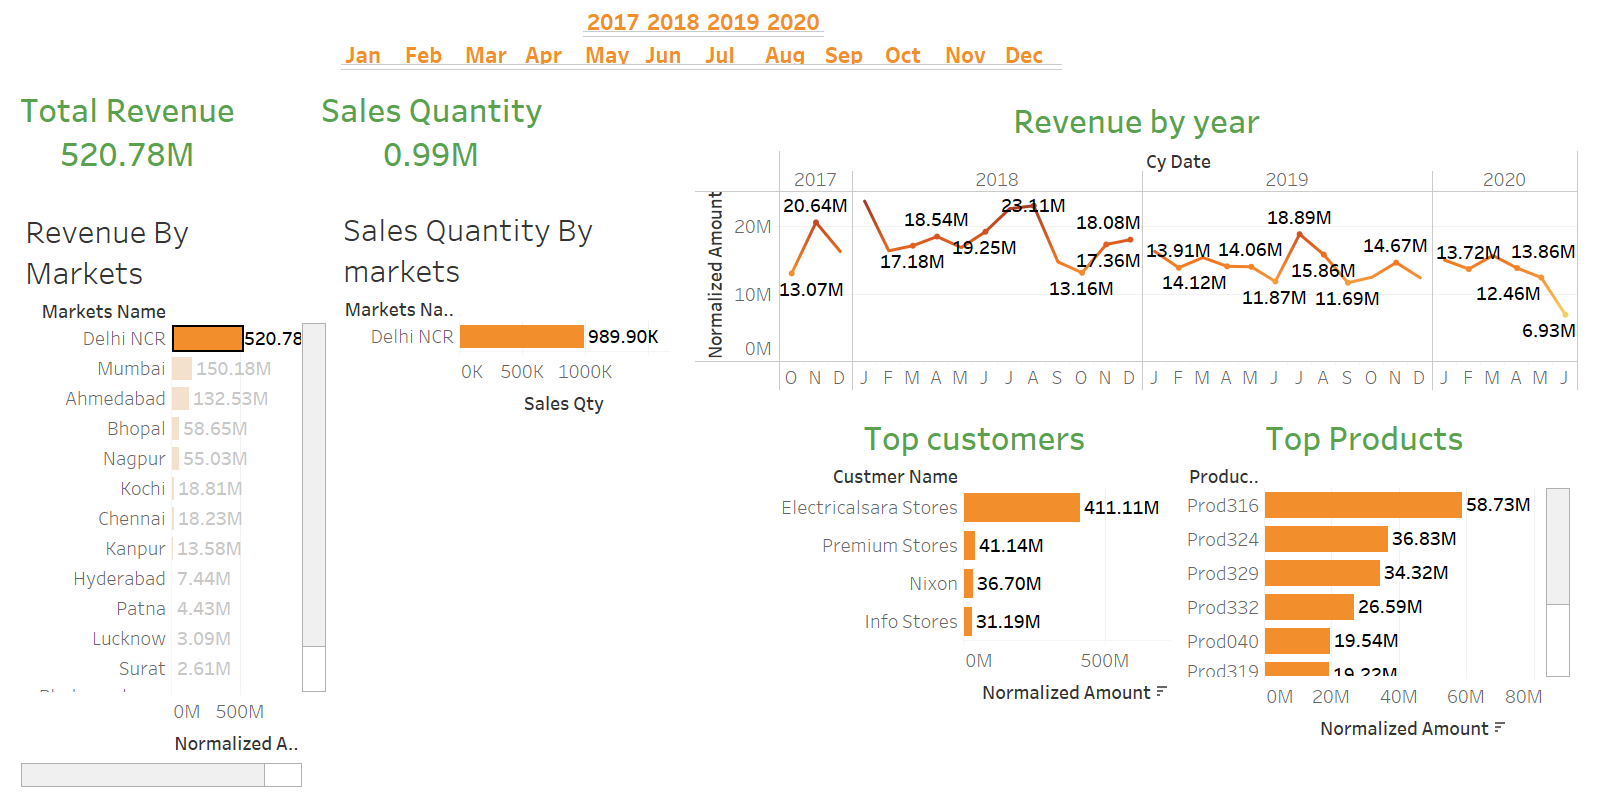 2017 2018 2019 2020
Jan Feb Mar Apr May Jun Jul Aug Sep Oct Nov Dec
Total Revenue
520.78M
Sales Quantity
0.99M
Revenue By
Markets
Markets Name
Delhi NCR 520.78
Mumbai 150.18M
Ahmedabad 132.53M
Bhopal 58.65M
Nagpur 55.03M
Kochi 18.81M
Chennai 18.23M
Kanpur 13.58M
Hyderabad 7.44M
Patna 4.43M
Lucknow 3.09M
Surat 2.61M
0M 500M
Normalized A..
Sales Quantity By
markets
Markets Na..
Delhi NCR 989.90K
0K 500K 1000K
Sales Qty
Revenue by year
Cy Date
2017 2018 2019 2020
Normalized Amount
20M
10M
0M
13.07M 20.64M 17.18M 18.54M 19.25M 23.11M 13.16M 17.36M 18.08M
13.91M 14.12M 14.06M 11.87M 18.89M 15.86M 11.69M 14.67M
13.72M 12.46M 13.86M 6.93M
O N D J F M A M J J A S O N D J F M A M J J A S O N D J F M A M J
Top customers
Custmer Name
Electricalsara Stores 411.11M
Premium Stores 41.14M
Nixon 36.70M
Info Stores 31.19M
0M 500M
Normalized Amount
Top Products
Produc..
Prod316 58.73M
Prod324 36.83M
Prod329 34.32M
Prod332 26.59M
Prod040 19.54M
Prod319 19.22M
0M 20M 40M 60M 80M
Normalized Amount